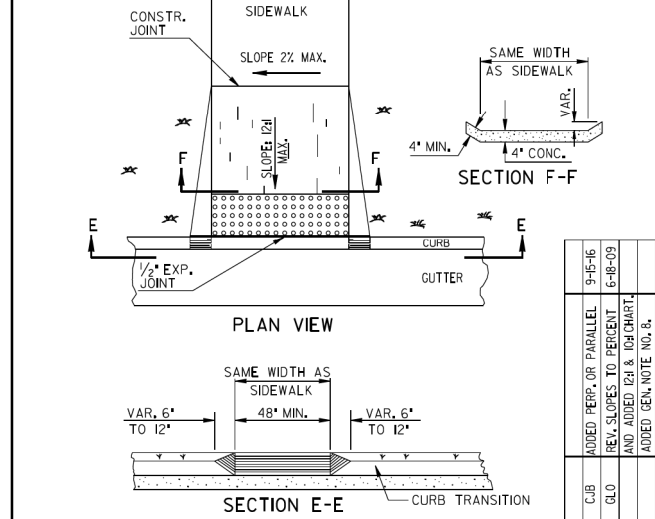 CONSTR.
JOINT
SIDEWALK
SLOPE 2% MAX.
SLOPE: 12:1
MAX.
F
F
E
E
CURB
1/2" EXP.
JOINT
GUTTER
PLAN VIEW
SAME WIDTH
AS SIDEWALK
VAR.
4" MIN.
4" CONC.
SECTION F-F
SAME WIDTH AS
SIDEWALK
VAR. 6"
TO 12"
48" MIN.
VAR. 6"
TO 12"
SECTION E-E
CURB TRANSITION
CJB ADDED PERP. OR PARALLEL 9-15-16
GLO REV. SLOPES TO PERCENT 6-18-09
AND ADDED 12:1 & 10:1 CHART.
ADDED GEN. NOTE NO. 8.